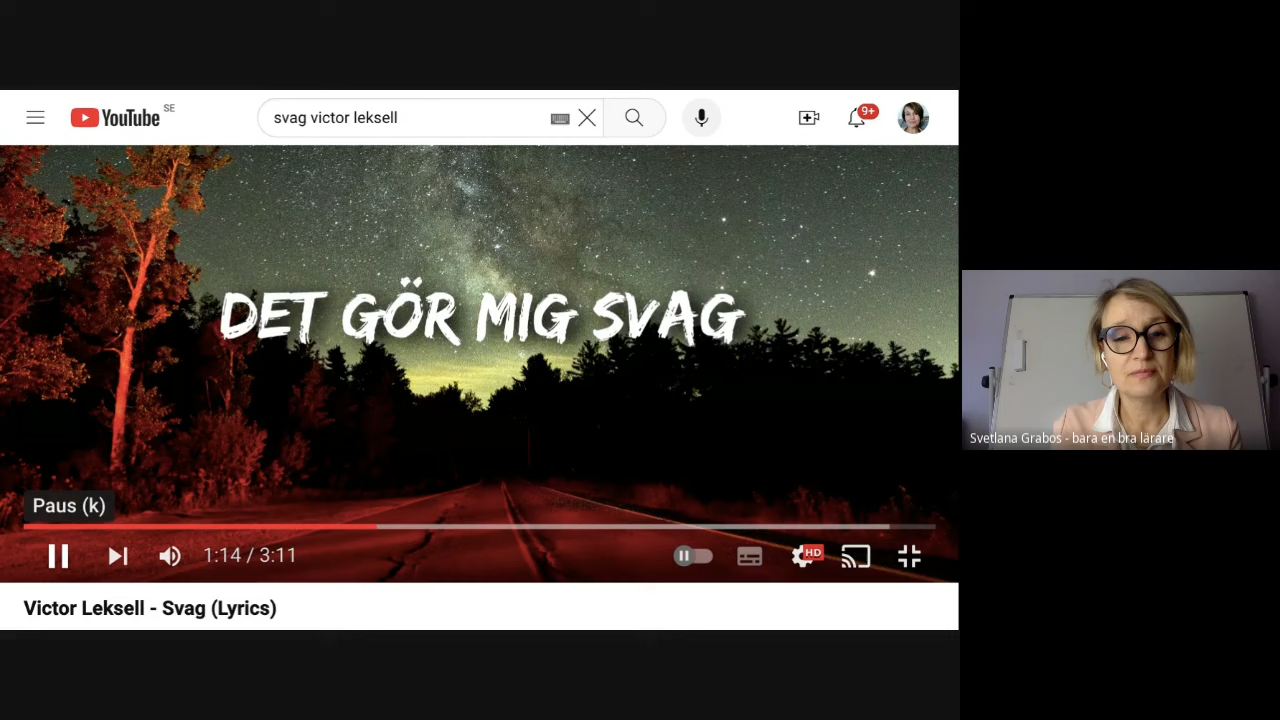 YouTube SE
svag victor leksell
9+
DET GÖR MIG SVAG
Paus (k)
1:14 / 3:11
HD
Victor Leksell - Svag (Lyrics)
Svetlana Grabos - bara en bra lärare